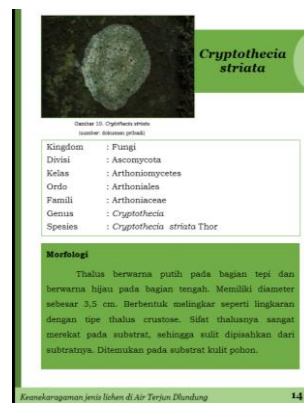 Cryptothecia
striata
Gambar 10. Cryptothecia striata
(sumber: dokumen pribadi)
Kingdom : Fungi
Divisi : Ascomycota
Kelas : Arthoniomycetes
Ordo : Arthoniales
Famili : Arthoniaceae
Genus : Cryptothecia
Spesies : Cryptothecia striata Thor
Morfologi
Thalus berwarna putih pada bagian tepi dan
berwarna hijau pada bagian tengah. Memiliki diameter
sebesar 3,5 cm. Berbentuk melingkar seperti lingkaran
dengan tipe thalus crustose. Sifat thalusnya sangat
merekat pada substrat, sehingga sulit dipisahkan dari
subtratnya. Ditemukan pada substrat kulit pohon.
Keanekaragaman jenis lichen di Air Terjun Dlundung
14